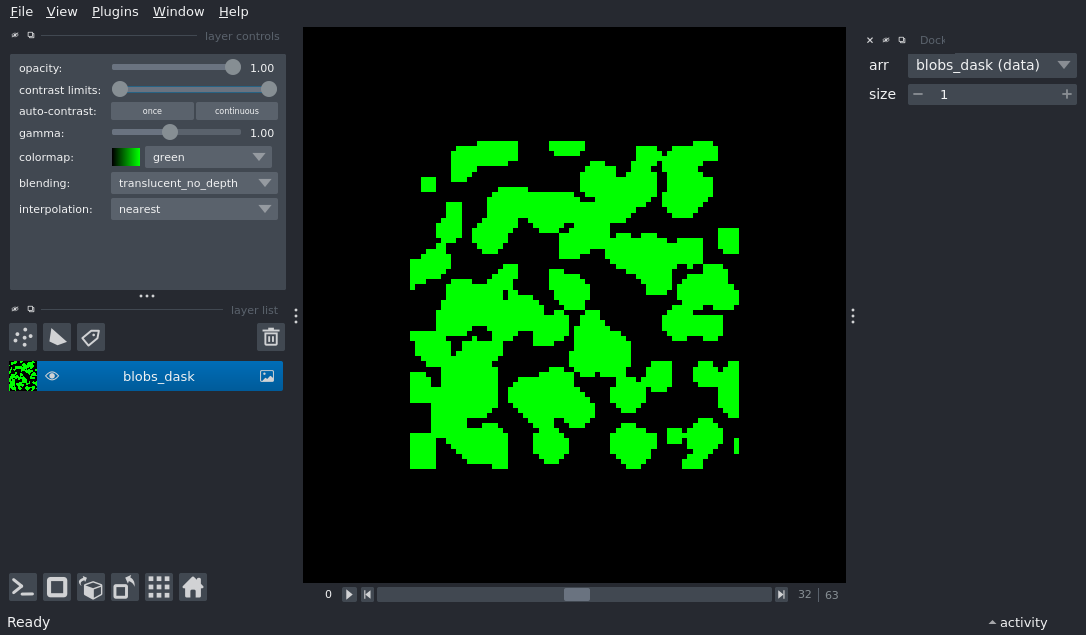 File View Plugins Window Help
layer controls
opacity: 1.00
contrast limits:
auto-contrast: once continuous
gamma: 1.00
colormap: green
blending: translucent_no_depth
interpolation: nearest
layer list
blobs_dask
Dock
arr blobs_dask (data)
size 1
0 32 63
Ready
activity